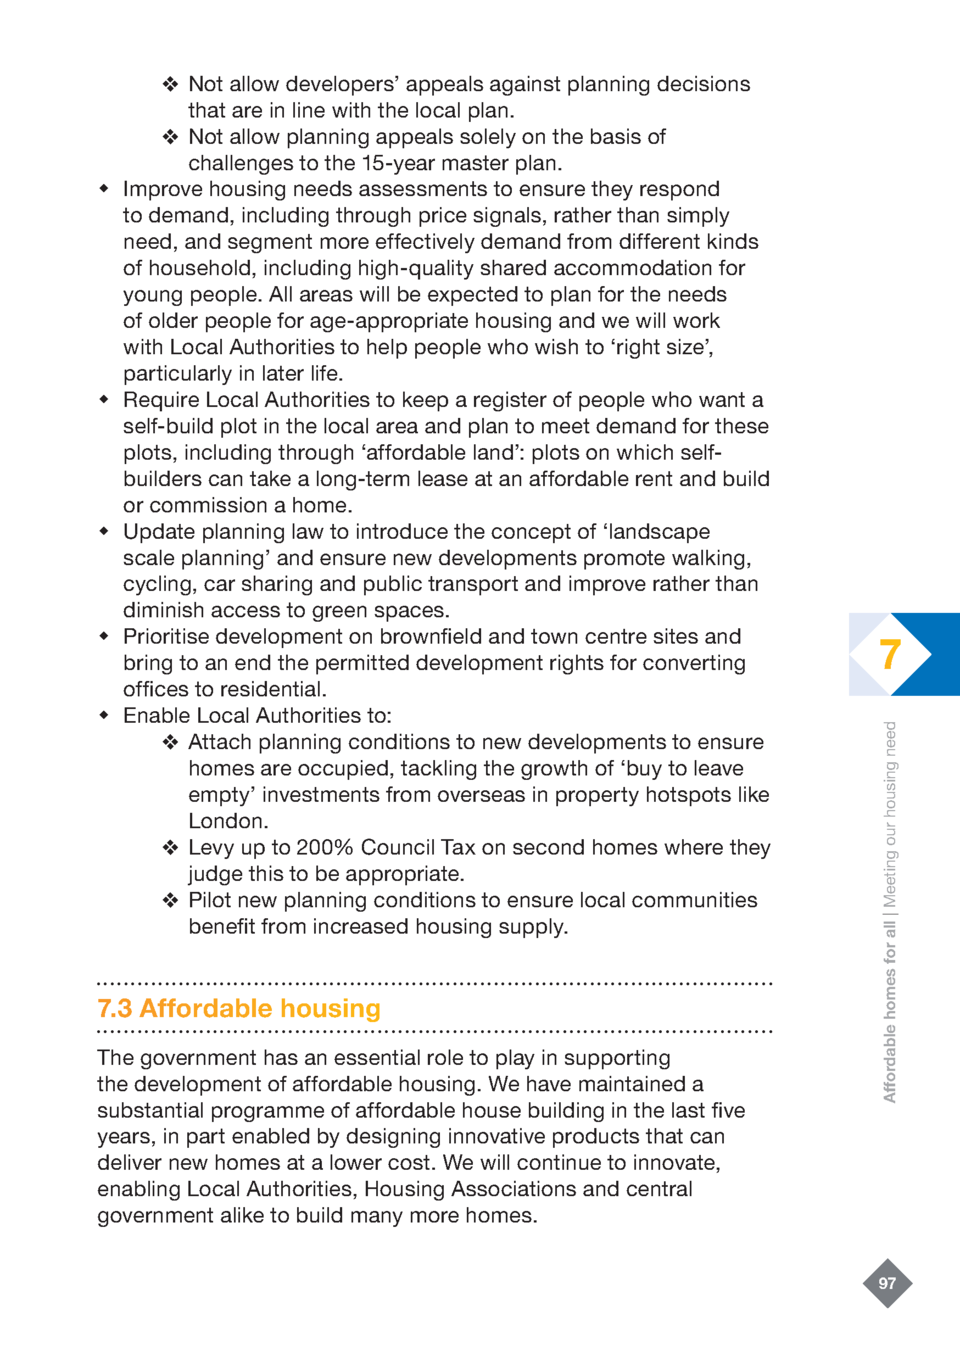 ❖ Not allow developers’ appeals against planning decisions
that are in line with the local plan.
❖ Not allow planning appeals solely on the basis of
challenges to the 15-year master plan.
◆ Improve housing needs assessments to ensure they respond
to demand, including through price signals, rather than simply
need, and segment more effectively demand from different kinds
of household, including high-quality shared accommodation for
young people. All areas will be expected to plan for the needs
of older people for age-appropriate housing and we will work
with Local Authorities to help people who wish to ‘right size’,
particularly in later life.
◆ Require Local Authorities to keep a register of people who want a
self-build plot in the local area and plan to meet demand for these
plots, including through ‘affordable land’: plots on which self-
builders can take a long-term lease at an affordable rent and build
or commission a home.
◆ Update planning law to introduce the concept of ‘landscape
scale planning’ and ensure new developments promote walking,
cycling, car sharing and public transport and improve rather than
diminish access to green spaces.
◆ Prioritise development on brownfield and town centre sites and
bring to an end the permitted development rights for converting
offices to residential.
◆ Enable Local Authorities to:
❖ Attach planning conditions to new developments to ensure
homes are occupied, tackling the growth of ‘buy to leave
empty’ investments from overseas in property hotspots like
London.
❖ Levy up to 200% Council Tax on second homes where they
judge this to be appropriate.
❖ Pilot new planning conditions to ensure local communities
benefit from increased housing supply.
7.3 Affordable housing
The government has an essential role to play in supporting
the development of affordable housing. We have maintained a
substantial programme of affordable house building in the last five
years, in part enabled by designing innovative products that can
deliver new homes at a lower cost. We will continue to innovate,
enabling Local Authorities, Housing Associations and central
government alike to build many more homes.
7
Affordable homes for all | Meeting our housing need
97